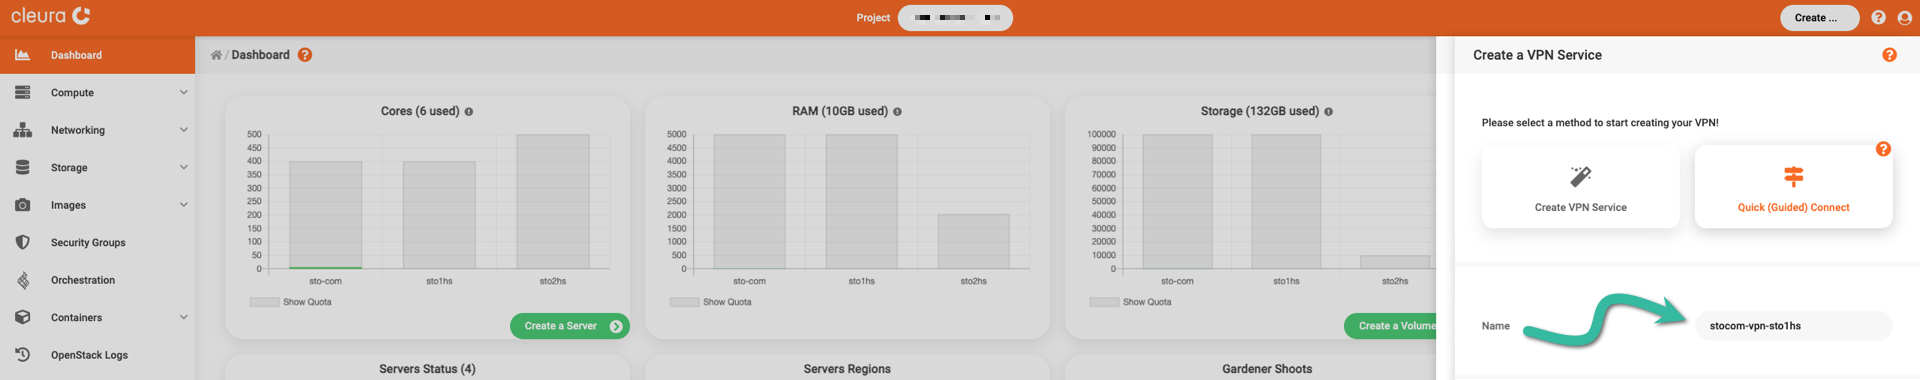 cleura
Project
Create ...
Dashboard
Compute
Networking
Storage
Images
Security Groups
Orchestration
Containers
OpenStack Logs
/ Dashboard
Cores (6 used)
500
450
400
350
300
250
200
150
100
50
0
sto-com
sto1hs
sto2hs
Show Quota
Create a Server
RAM (10GB used)
5000
4500
4000
3500
3000
2500
2000
1500
1000
500
0
sto-com
sto1hs
sto2hs
Show Quota
Storage (132GB used)
100000
90000
80000
70000
60000
50000
40000
30000
20000
10000
0
sto-com
sto1hs
sto2hs
Show Quota
Create a Volume
Servers Status (4)
Servers Regions
Gardener Shoots
Create a VPN Service
Please select a method to start creating your VPN!
Create VPN Service
Quick (Guided) Connect
Name
stocom-vpn-sto1hs